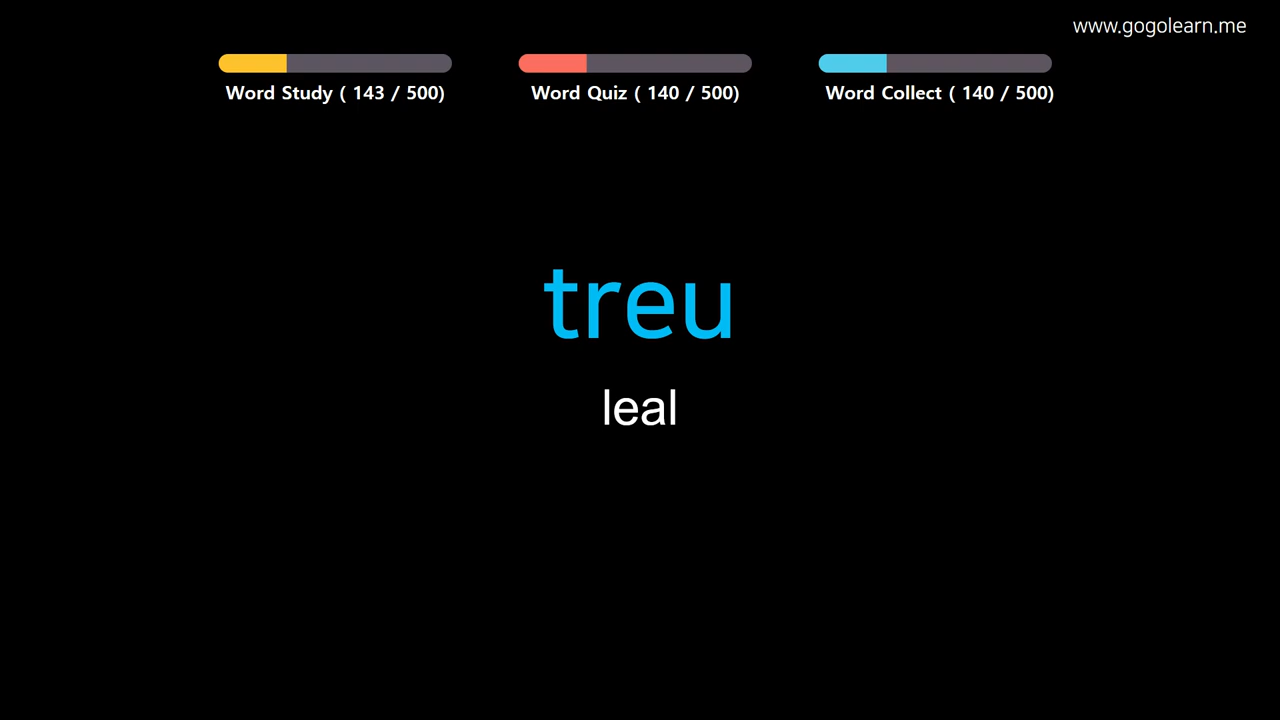 www.gogolearn.me
Word Study ( 143 / 500)
Word Quiz ( 140 / 500)
Word Collect ( 140 / 500)
treu
leal